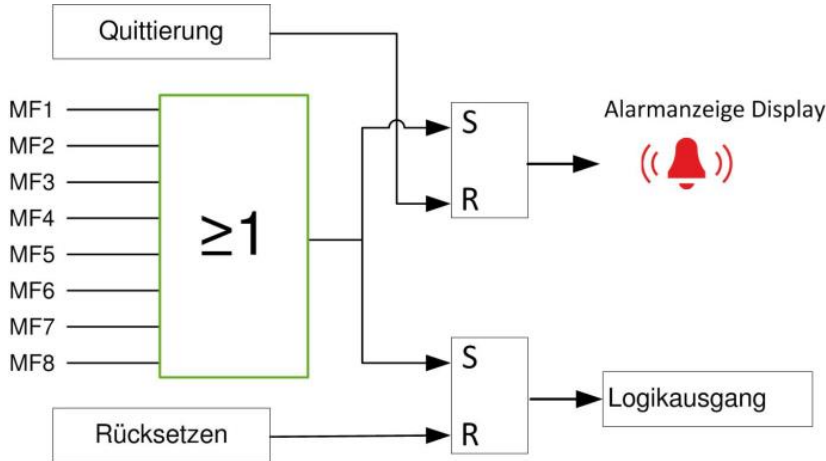 Quittierung
MF1
MF2
MF3
MF4
MF5
MF6
MF7
MF8
≥1
S
R
Alarmanzeige Display
S
R
Logikausgang
Rücksetzen